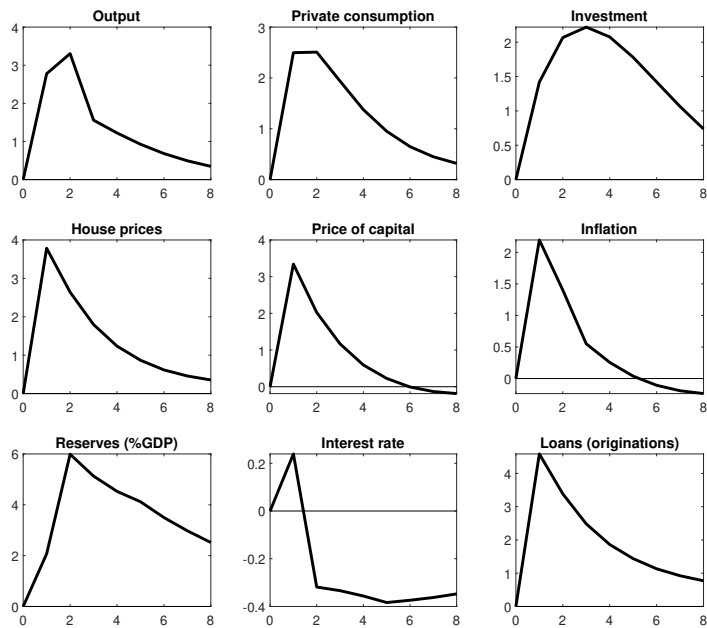 Output
4
3
2
1
0
0 2 4 6 8
Private consumption
3
2
1
0
0 2 4 6 8
Investment
2
1.5
1
0.5
0
0 2 4 6 8
House prices
4
3
2
1
0
0 2 4 6 8
Price of capital
4
3
2
1
0
0 2 4 6 8
Inflation
2
1.5
1
0.5
0
0 2 4 6 8
Reserves (%GDP)
6
4
2
0
0 2 4 6 8
Interest rate
0.2
0
-0.2
-0.4
0 2 4 6 8
Loans (originations)
4
3
2
1
0
0 2 4 6 8